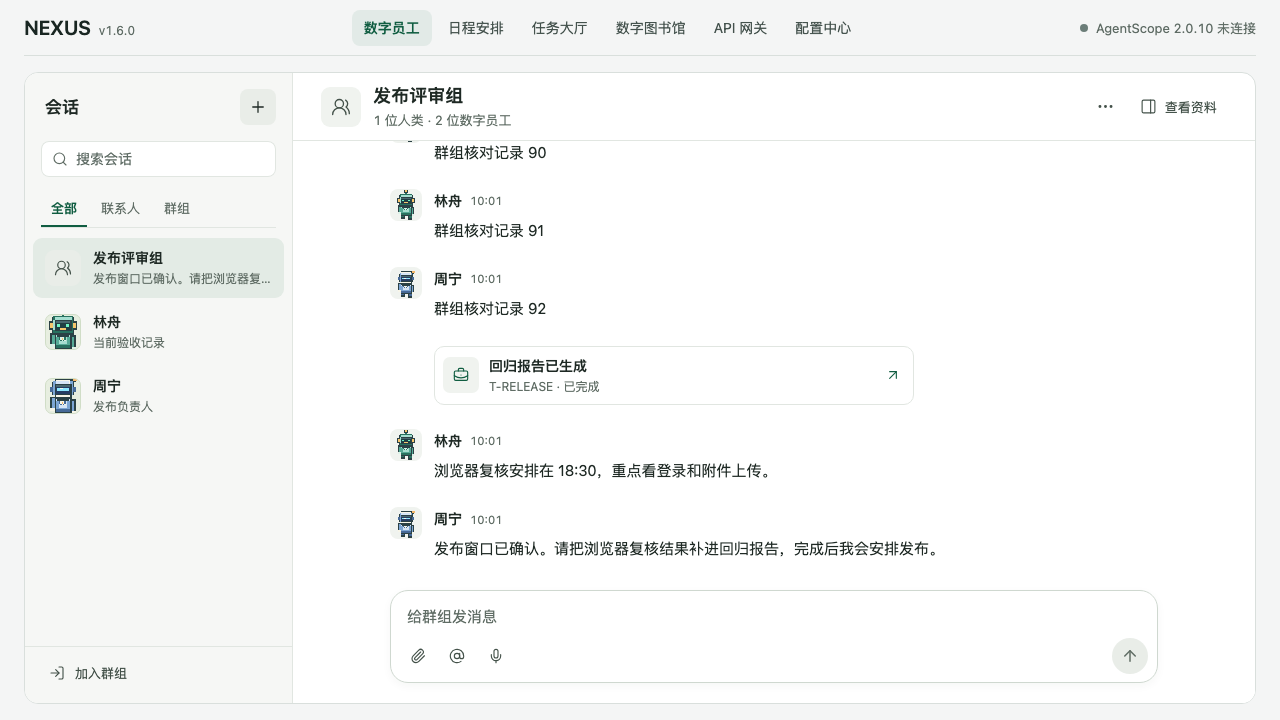 NEXUS v1.6.0
数字员工
日程安排
任务大厅
数字图书馆
API 网关
配置中心
AgentScope 2.0.10 未连接
会话
搜索会话
全部
联系人
群组
发布评审组
发布窗口已确认。请把浏览器复...
林舟
当前验收记录
周宁
发布负责人
加入群组
发布评审组
1 位人类 · 2 位数字员工
查看资料
群组核对记录 90
林舟 10:01
群组核对记录 91
周宁 10:01
群组核对记录 92
回归报告已生成
T-RELEASE · 已完成
林舟 10:01
浏览器复核安排在 18:30，重点看登录和附件上传。
周宁 10:01
发布窗口已确认。请把浏览器复核结果补进回归报告，完成后我会安排发布。
给群组发消息